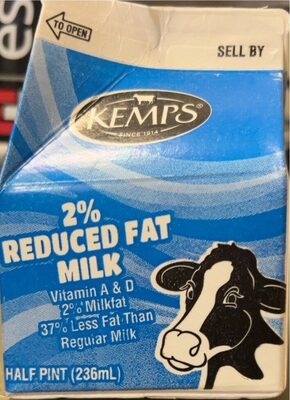 es
TO OPEN
SELL BY
KEMPS
SINCE 1914
2%
REDUCED FAT
MILK
Vitamin A & D
2% Milkfat
37% Less Fat Than
Regular Milk
HALF PINT (236mL)